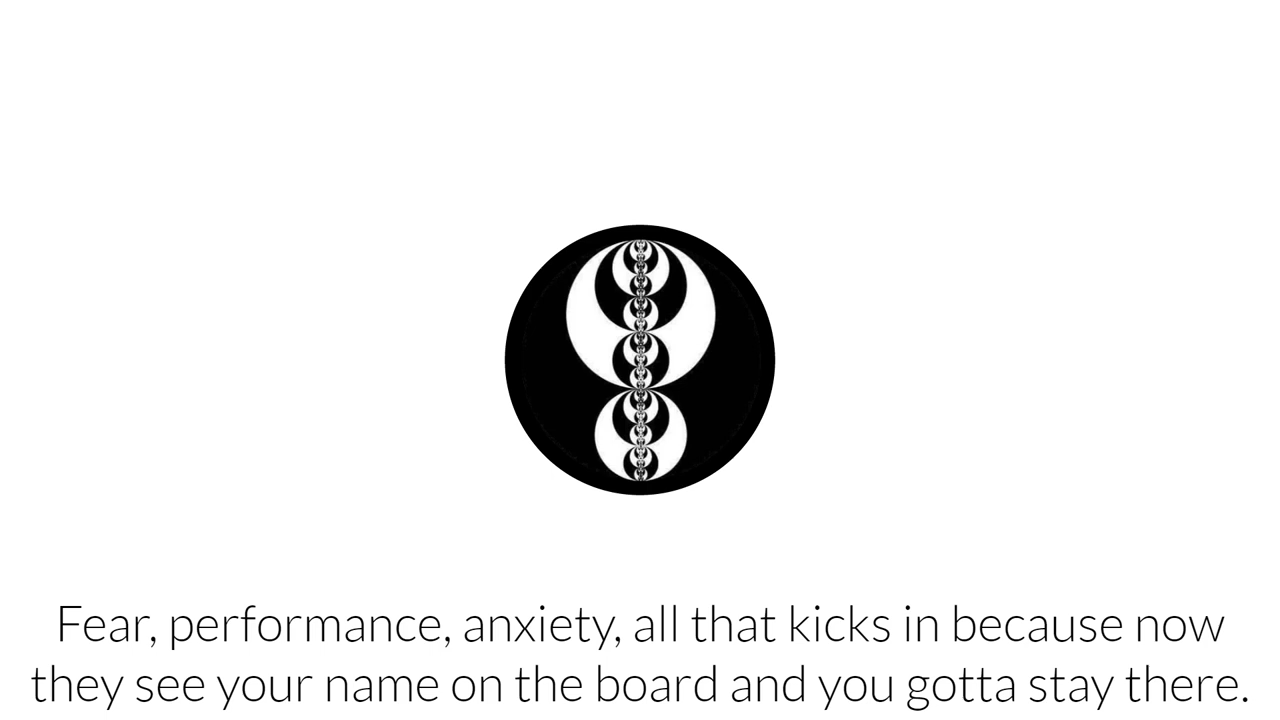 Fear, performance, anxiety, all that kicks in because now
they see your name on the board and you gotta stay there.